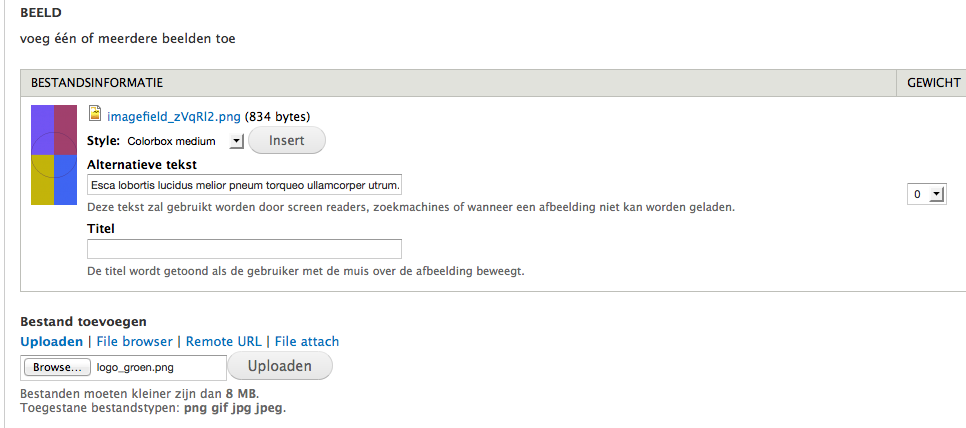 BEELD
voeg één of meerdere beelden toe
BESTANDSINFORMATIE GEWICHT
imagefield_zVqRl2.png (834 bytes)
Style: Colorbox medium Insert
Alternatieve tekst
Esca lobortis lucidus melior pneum torqueo ullamcorper utrum.
0
Deze tekst zal gebruikt worden door screen readers, zoekmachines of wanneer een afbeelding niet kan worden geladen.
Titel
De titel wordt getoond als de gebruiker met de muis over de afbeelding beweegt.
Bestand toevoegen
Uploaden | File browser | Remote URL | File attach
Browse... logo_groen.png Uploaden
Bestanden moeten kleiner zijn dan 8 MB.
Toegestane bestandstypen: png gif jpg jpeg.